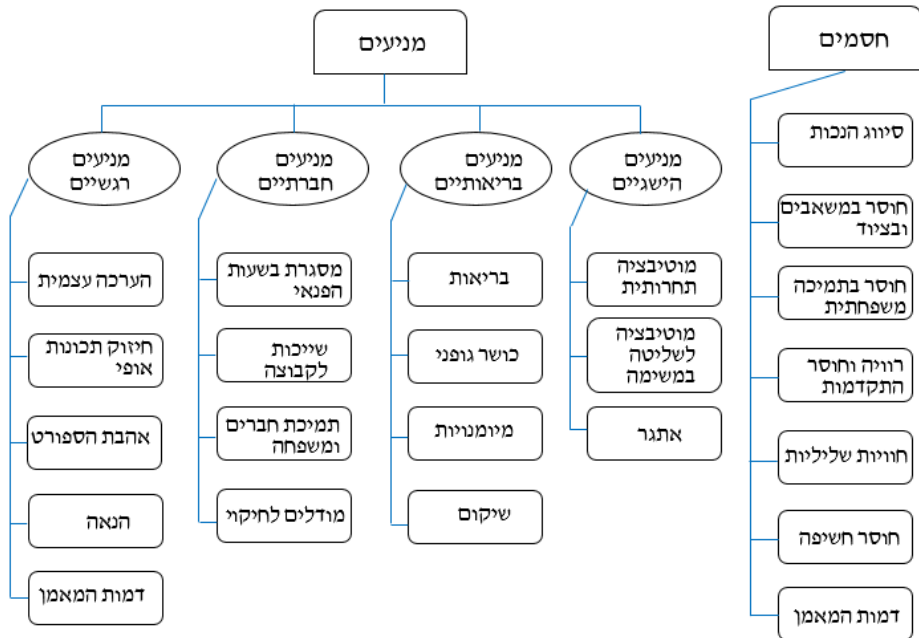 חסמים
סיווג הנכות
חוסר במשאבים
ובציוד
חוסר בתמיכה
משפחתית
רוויה וחוסר
התקדמות
חוויות שליליות
חוסר חשיפה
דמות המאמן
מניעים
מניעים
הישגיים
מוטיבציה
תחרותית
מוטיבציה
לשליטה
במשימה
אתגר
מניעים
בריאותיים
בריאות
כושר גופני
מיומנויות
שיקום
מניעים
חברתיים
מסגרת בשעות
הפנאי
שייכות
לקבוצה
תמיכת חברים
ומשפחה
מודלים לחיקוי
מניעים
רגשיים
הערכה עצמית
חיזוק תכונות
אופי
אהבת הספורט
הנאה
דמות המאמן